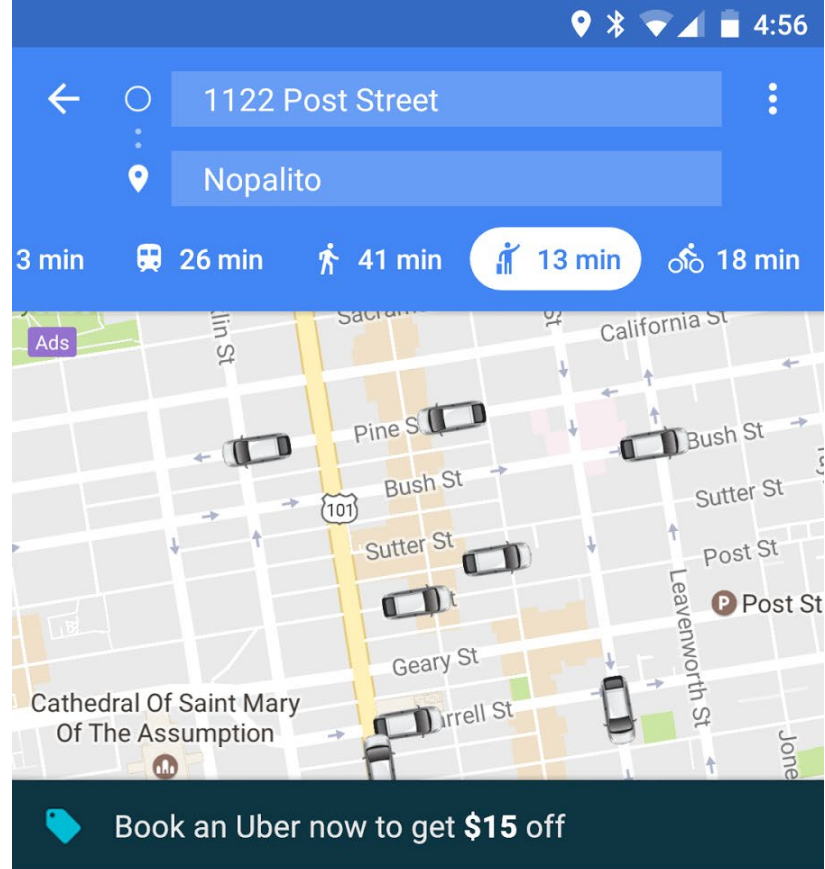 4:56
1122 Post Street
Nopalito
3 min
26 min
41 min
13 min
18 min
Ads
California St
St
Pine S
Bush St
Bush St
101
Sutter St
Sutter St
Post St
Leavenworth St
P Post St
Geary St
Cathedral Of Saint Mary
Of The Assumption
rrell St
Jone
Book an Uber now to get $15 off